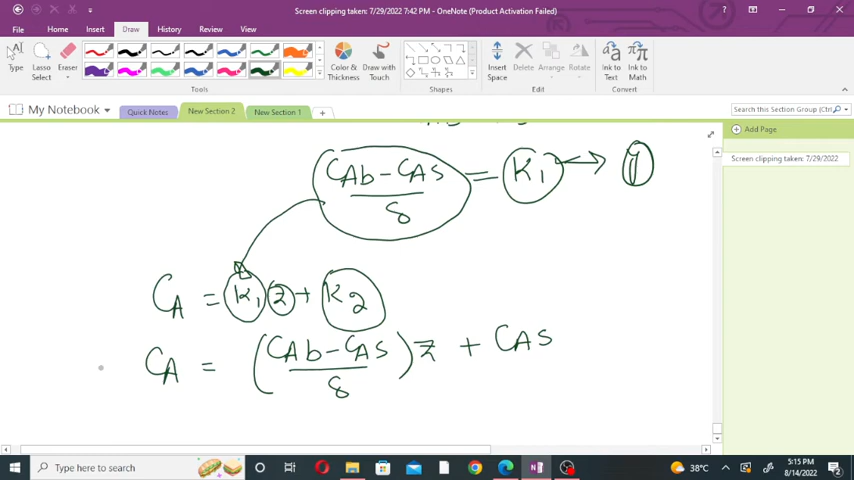 Screen clipping taken: 7/29/2022 7:42 PM - OneNote (Product Activation Failed)
File Home Insert Draw History Review View
Type Lasso Select Eraser Color & Thickness Draw with Touch Insert Space Delete Arrange Rotate Ink to Text Ink to Math
Tools Shapes Edit Convert
My Notebook Quick Notes New Section 2 New Section 1 Search this Section Group (Ctrl
Add Page
Screen clipping taken: 7/29/2022
CAb - CAs / δ = K1 → ①
CA = K1 z + K2
CA = (CAb - CAs / δ) z + CAs
Type here to search 38°C 5:15 PM
8/14/2022 2